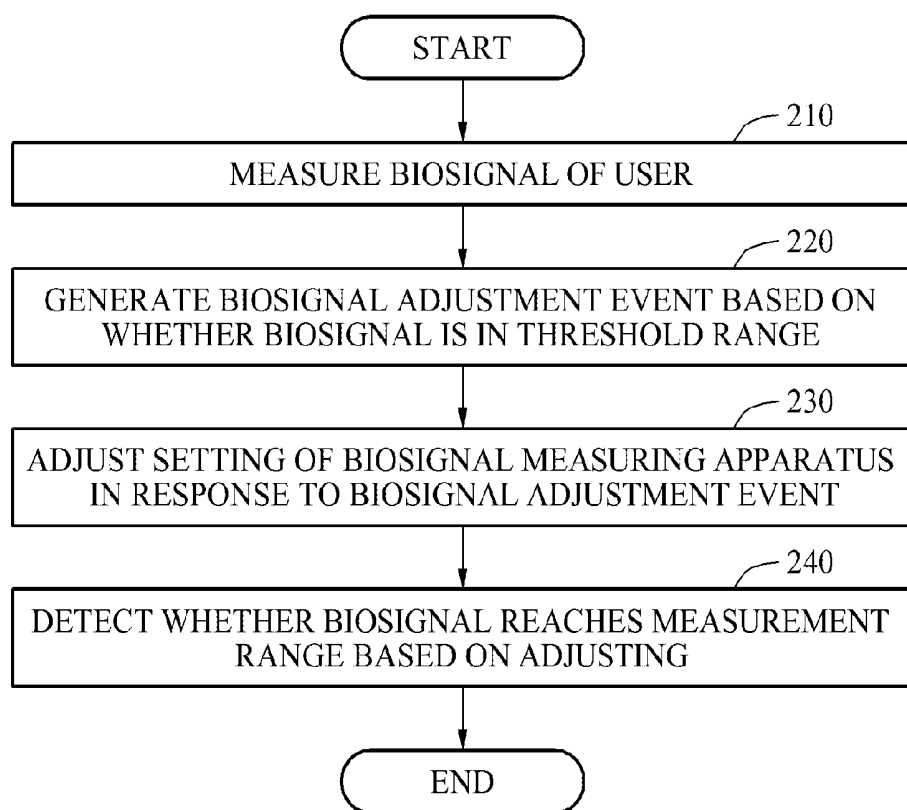 START
210
MEASURE BIOSIGNAL OF USER
220
GENERATE BIOSIGNAL ADJUSTMENT EVENT BASED ON
WHETHER BIOSIGNAL IS IN THRESHOLD RANGE
230
ADJUST SETTING OF BIOSIGNAL MEASURING APPARATUS
IN RESPONSE TO BIOSIGNAL ADJUSTMENT EVENT
240
DETECT WHETHER BIOSIGNAL REACHES MEASUREMENT
RANGE BASED ON ADJUSTING
END